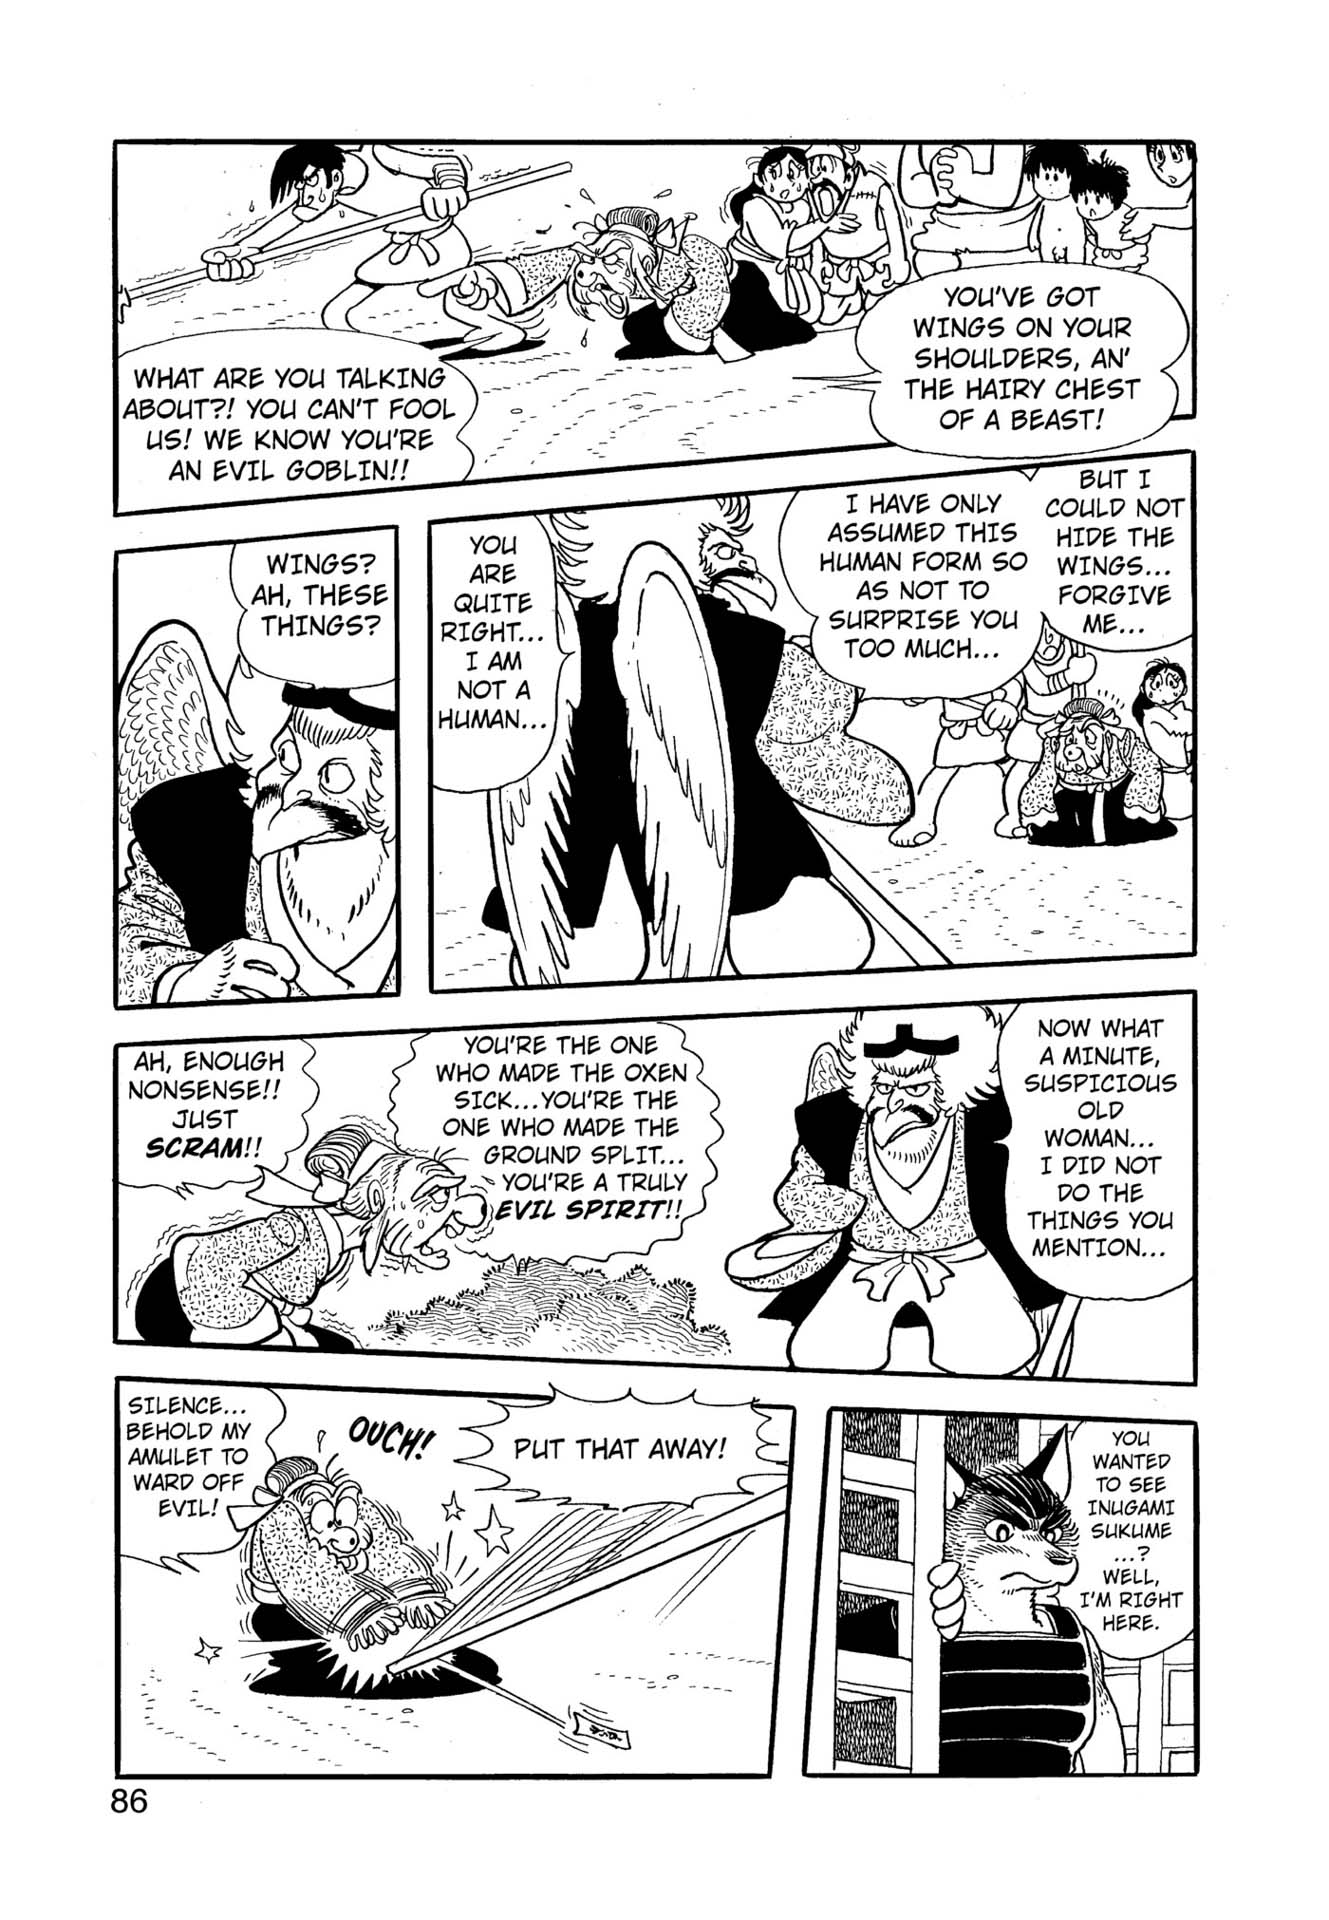 WHAT ARE YOU TALKING
ABOUT?! YOU CAN'T FOOL
US! WE KNOW YOU'RE
AN EVIL GOBLIN!!
YOU'VE GOT
WINGS ON YOUR
SHOULDERS, AN'
THE HAIRY CHEST
OF A BEAST!
WINGS?
AH, THESE
THINGS?
YOU
ARE
QUITE
RIGHT...
I AM
NOT A
HUMAN...
I HAVE ONLY
ASSUMED THIS
HUMAN FORM SO
AS NOT TO
SURPRISE YOU
TOO MUCH...
BUT I
COULD NOT
HIDE THE
WINGS...
FORGIVE
ME...
AH, ENOUGH
NONSENSE!!
JUST
SCRAM!!
YOU'RE THE ONE
WHO MADE THE OXEN
SICK...YOU'RE THE
ONE WHO MADE THE
GROUND SPLIT...
YOU'RE A TRULY
EVIL SPIRIT!!
NOW WHAT
A MINUTE,
SUSPICIOUS
OLD
WOMAN...
I DID NOT
DO THE
THINGS YOU
MENTION...
SILENCE...
BEHOLD MY
AMULET TO
WARD OFF
EVIL!
OUCH!
PUT THAT AWAY!
YOU
WANTED
TO SEE
INUGAMI
SUKUME
...?
WELL,
I'M RIGHT
HERE.
86